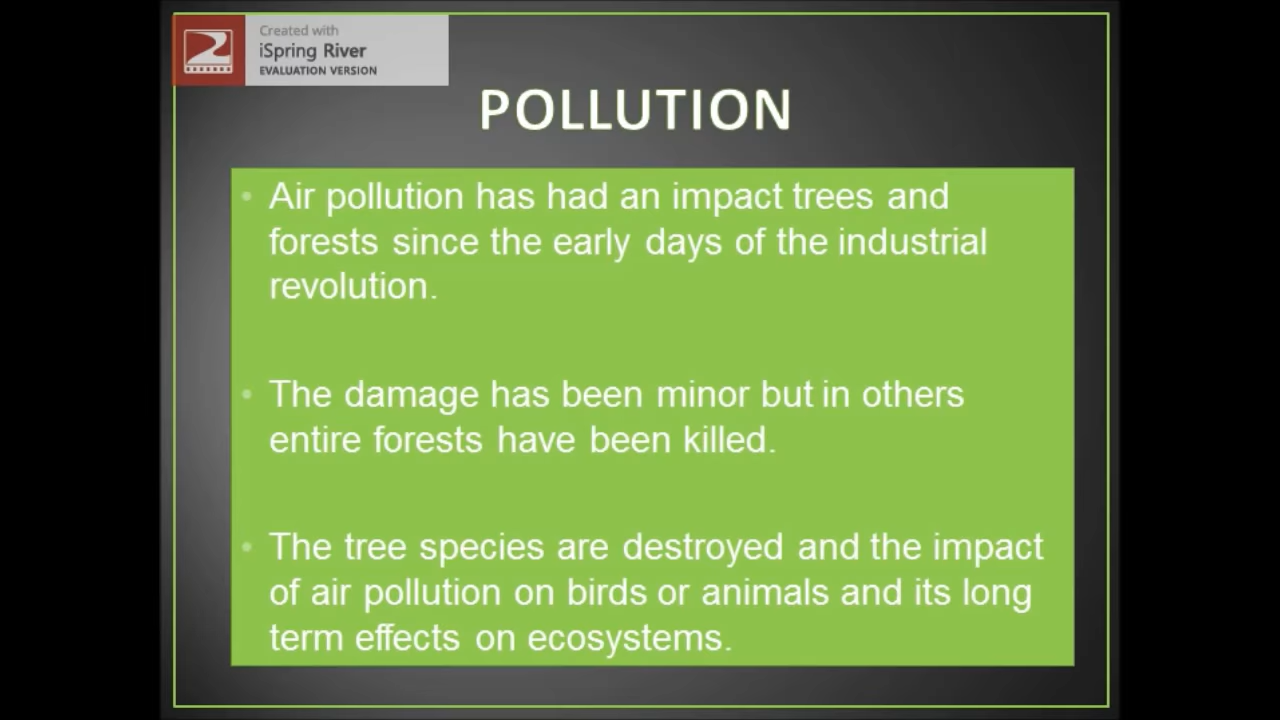 Created with
iSpring River
EVALUATION VERSION
POLLUTION
• Air pollution has had an impact trees and
forests since the early days of the industrial
revolution.
• The damage has been minor but in others
entire forests have been killed.
• The tree species are destroyed and the impact
of air pollution on birds or animals and its long
term effects on ecosystems.